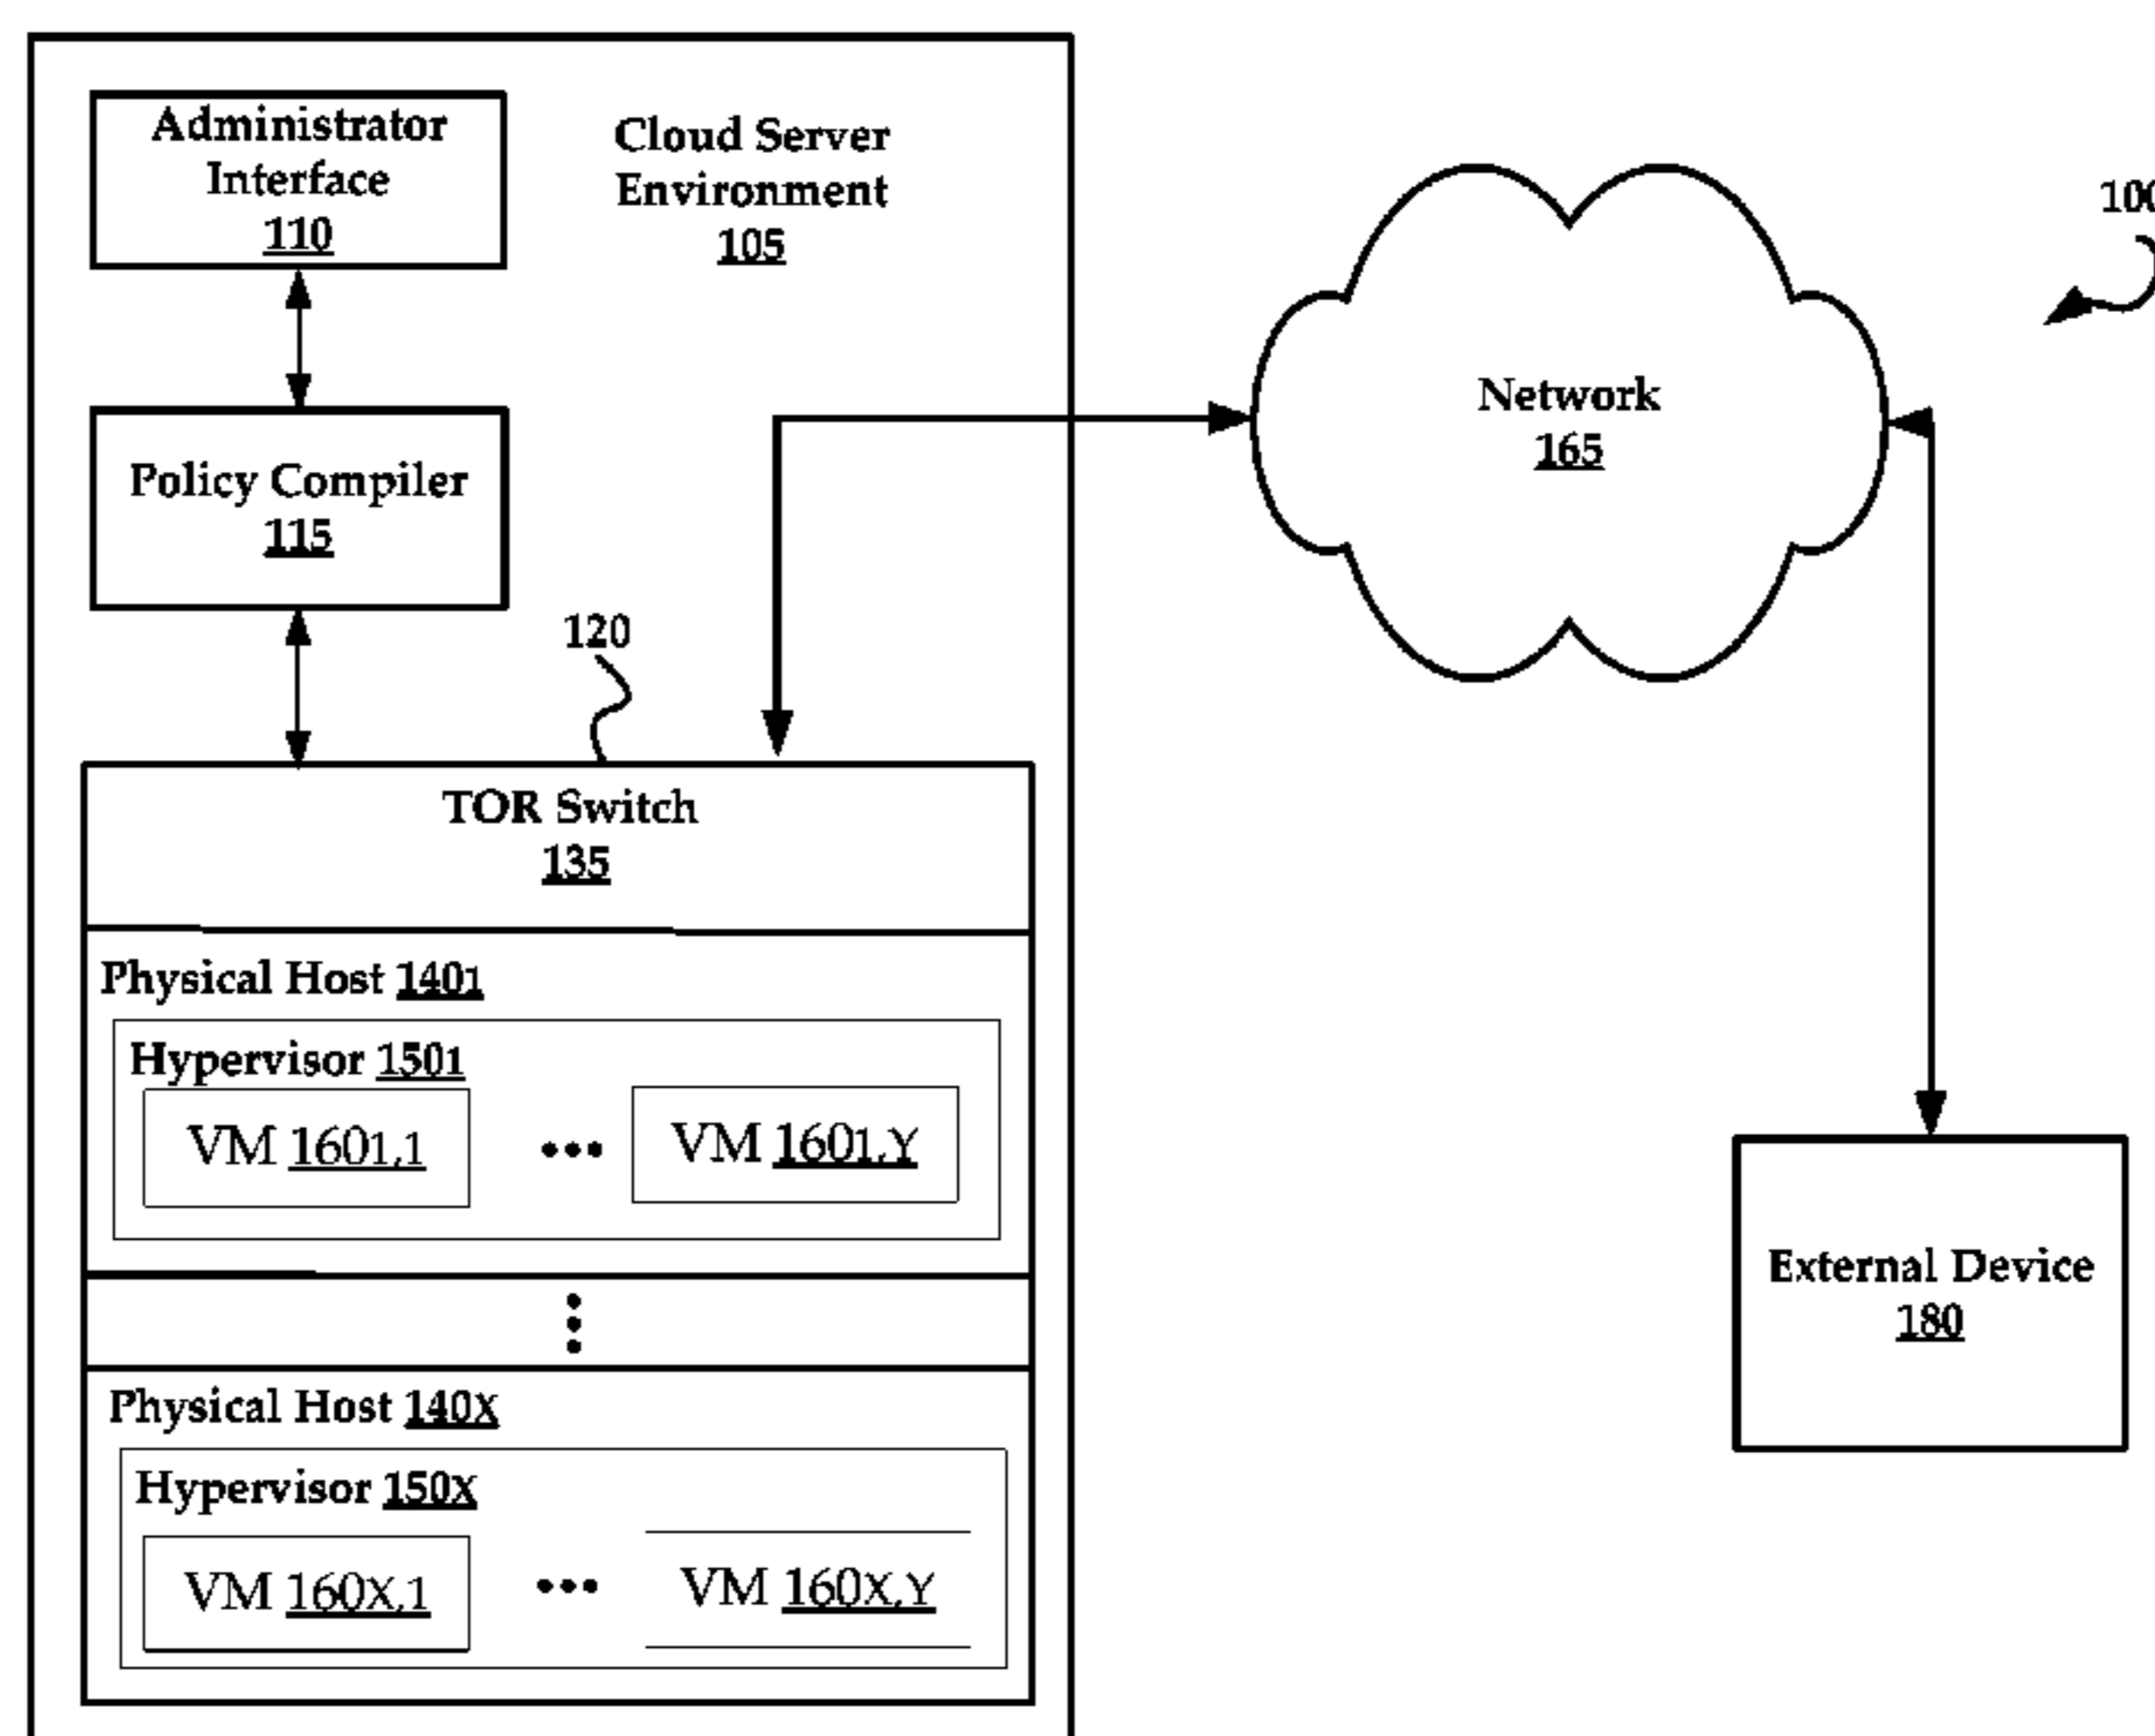 Administrator
Interface
110
Cloud Server
Environment
105
100
Network
165
Policy Compiler
115
120
TOR Switch
135
Physical Host 1401
Hypervisor 1501
VM 1601,1
••• VM 1601,Y
External Device
180
Physical Host 140X
Hypervisor 150X
VM 160X,1
••• VM 160X,Y